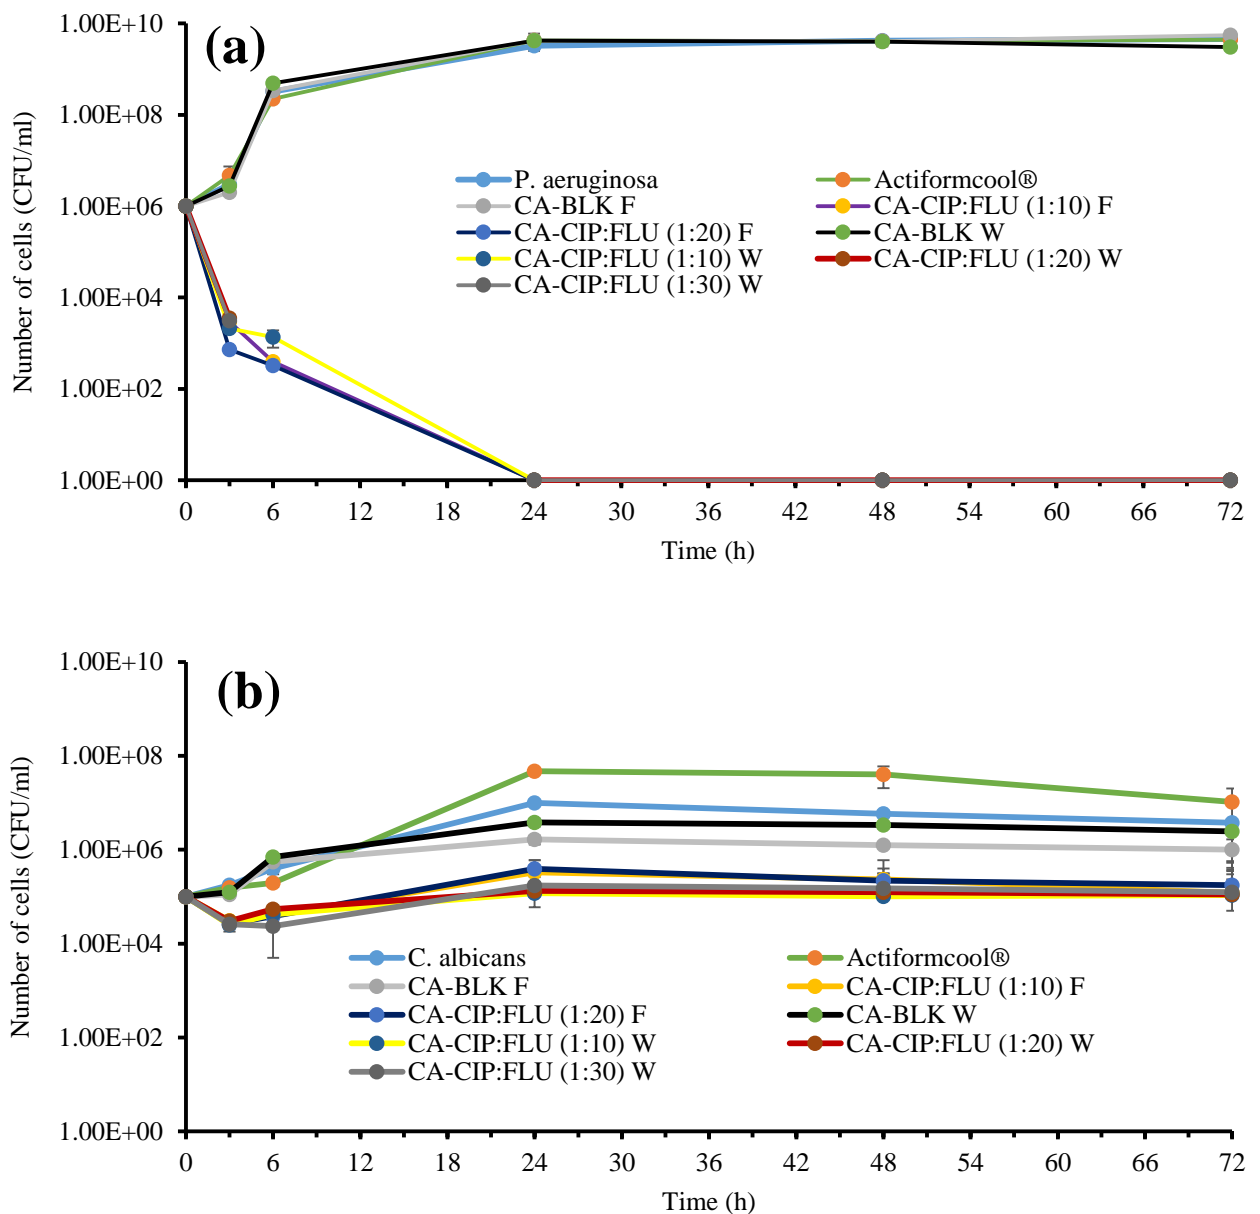 (a)
Number of cells (CFU/ml)
1.00E+10
1.00E+08
1.00E+06
1.00E+04
1.00E+02
1.00E+00
P. aeruginosa
Actiformcool®
CA-BLK F
CA-CIP:FLU (1:10) F
CA-CIP:FLU (1:20) F
CA-BLK W
CA-CIP:FLU (1:10) W
CA-CIP:FLU (1:20) W
CA-CIP:FLU (1:30) W
0 6 12 18 24 30 36 42 48 54 60 66 72
Time (h)
(b)
Number of cells (CFU/ml)
1.00E+10
1.00E+08
1.00E+06
1.00E+04
1.00E+02
1.00E+00
C. albicans
Actiformcool®
CA-BLK F
CA-CIP:FLU (1:10) F
CA-CIP:FLU (1:20) F
CA-BLK W
CA-CIP:FLU (1:10) W
CA-CIP:FLU (1:20) W
CA-CIP:FLU (1:30) W
0 6 12 18 24 30 36 42 48 54 60 66 72
Time (h)